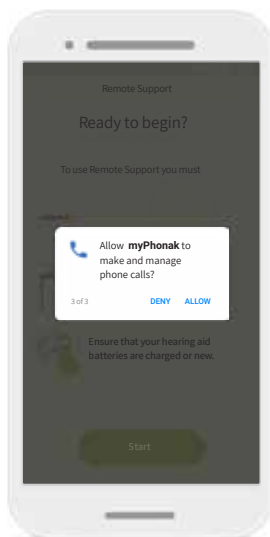 Remote Support
Ready to begin?
To use Remote Support you must
Allow myPhonak to
make and manage
phone calls?
3 of 3
DENY
ALLOW
Ensure that your hearing aid
batteries are charged or new.
Start